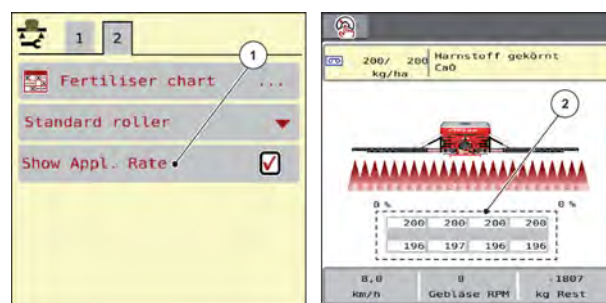 1 2
1
Fertiliser chart ...
Standard roller
Show Appl. Rate
200/ 200
kg/ha
Harnstoff gekörnt
CaO
2
0 % 0 %
200 200 200 200
196 197 196 196
8,0 0 -1807
km/h Gebläse RPM kg Rest